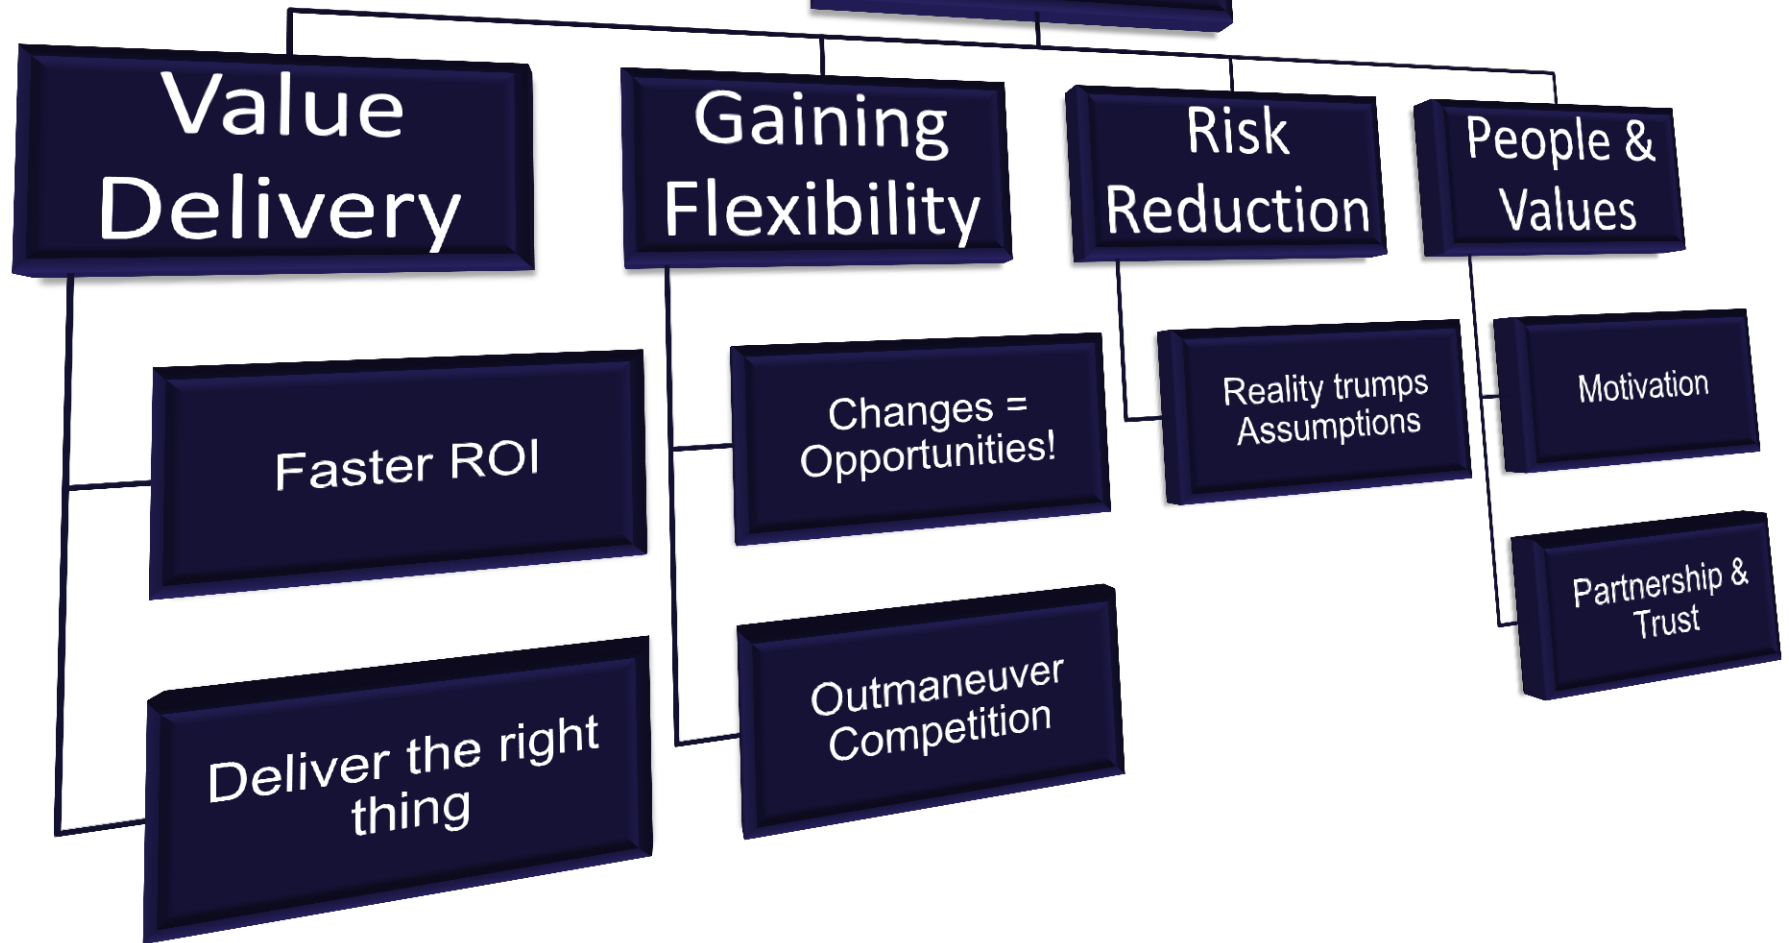 Value
Delivery
Gaining
Flexibility
Risk
Reduction
People &
Values
Faster ROI
Deliver the right
thing
Changes =
Opportunities!
Outmaneuver
Competition
Reality trumps
Assumptions
Motivation
Partnership &
Trust